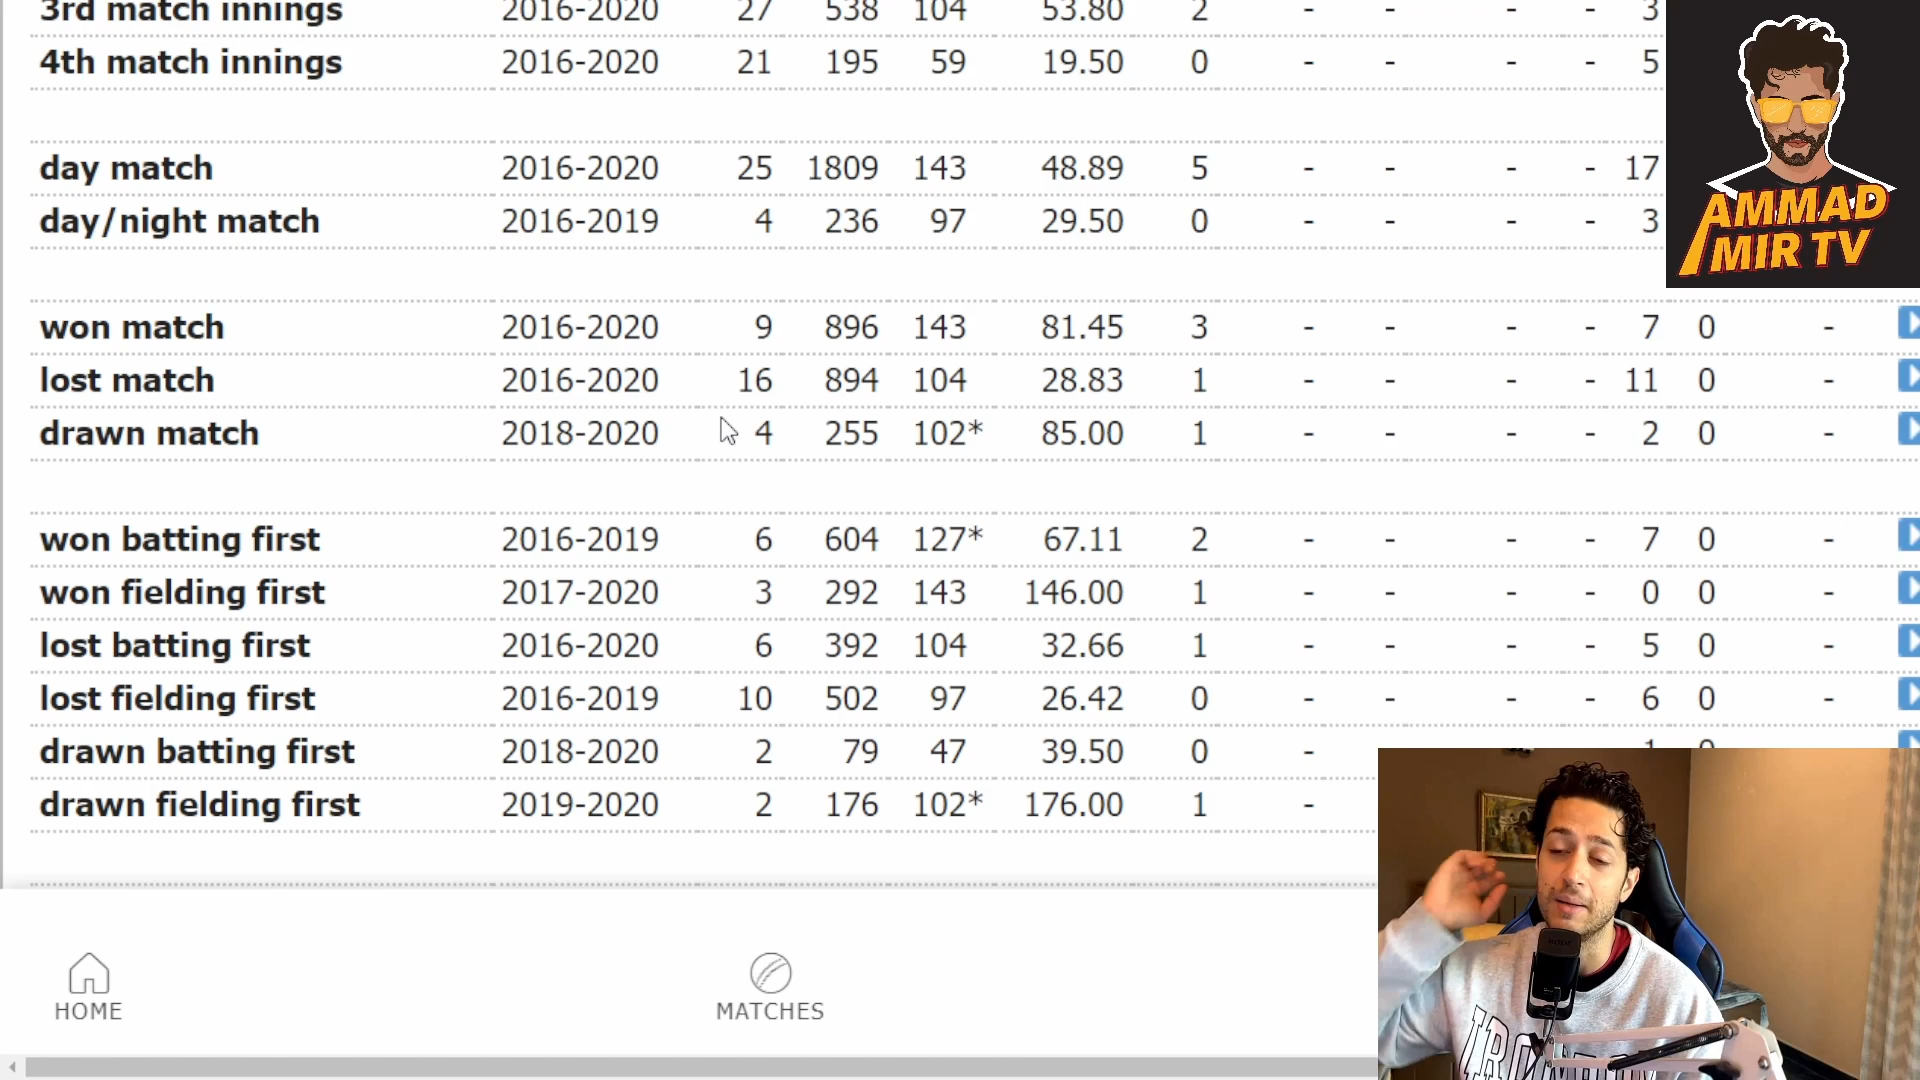 3rd match innings 2016-2020 27 538 104 53.80 2 - - - - 3
4th match innings 2016-2020 21 195 59 19.50 0 - - - - 5
day match 2016-2020 25 1809 143 48.89 5 - - - - 17
day/night match 2016-2019 4 236 97 29.50 0 - - - - 3
AMMAD
MIR TV
won match 2016-2020 9 896 143 81.45 3 - - - - 7 0 -
lost match 2016-2020 16 894 104 28.83 1 - - - - 11 0 -
drawn match 2018-2020 4 255 102* 85.00 1 - - - - 2 0 -
won batting first 2016-2019 6 604 127* 67.11 2 - - - - 7 0 -
won fielding first 2017-2020 3 292 143 146.00 1 - - - - 0 0 -
lost batting first 2016-2020 6 392 104 32.66 1 - - - - 5 0 -
lost fielding first 2016-2019 10 502 97 26.42 0 - - - - 6 0 -
drawn batting first 2018-2020 2 79 47 39.50 0 -
drawn fielding first 2019-2020 2 176 102* 176.00 1 -
HOME
MATCHES
RODE